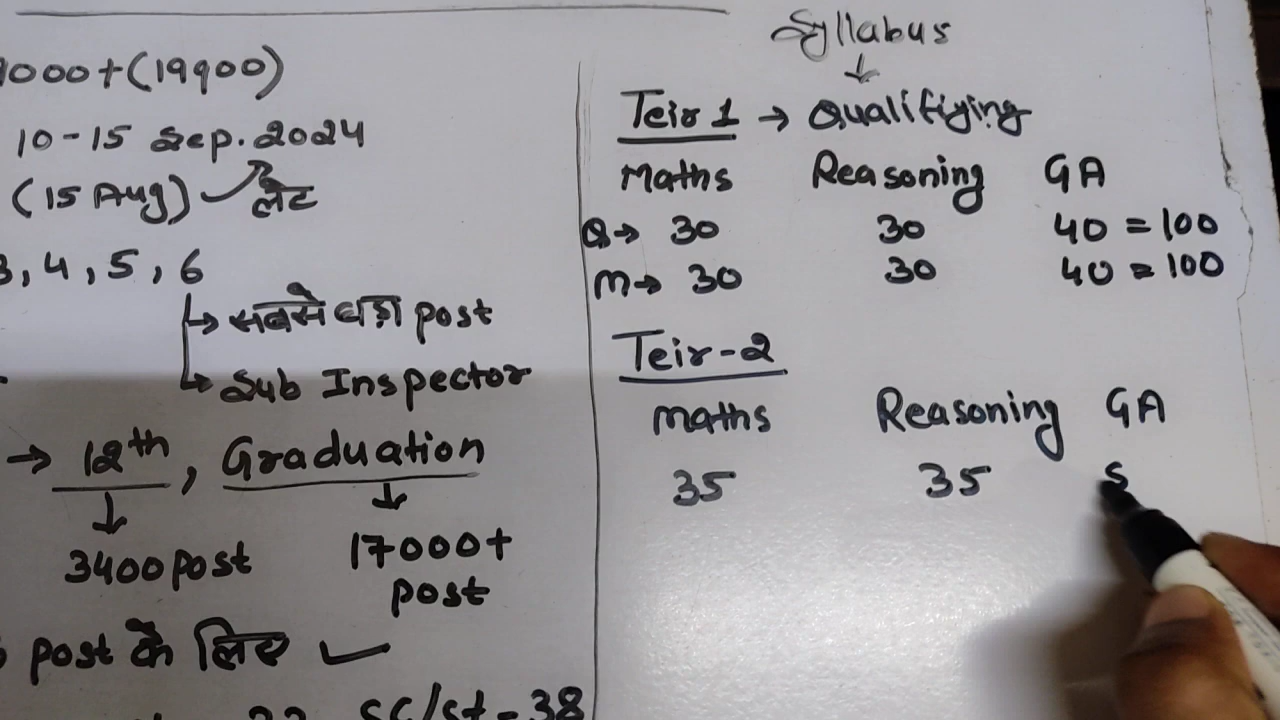 000+(19900)
10-15 Sep. 2024
(15 Aug) लेट
3, 4, 5, 6
→ सबसे बड़ा post
→ Sub Inspector
→ 12th, Graduation
↓ ↓
3400 post 17000+ post
post के लिए ✓
SC/St - 38
Syllabus
↓
Teir 1 → Qualifiying
Maths Reasoning GA
Q→ 30 30 40 = 100
M→ 30 30 40 = 100
Teir-2
Maths Reasoning GA
35 35 5